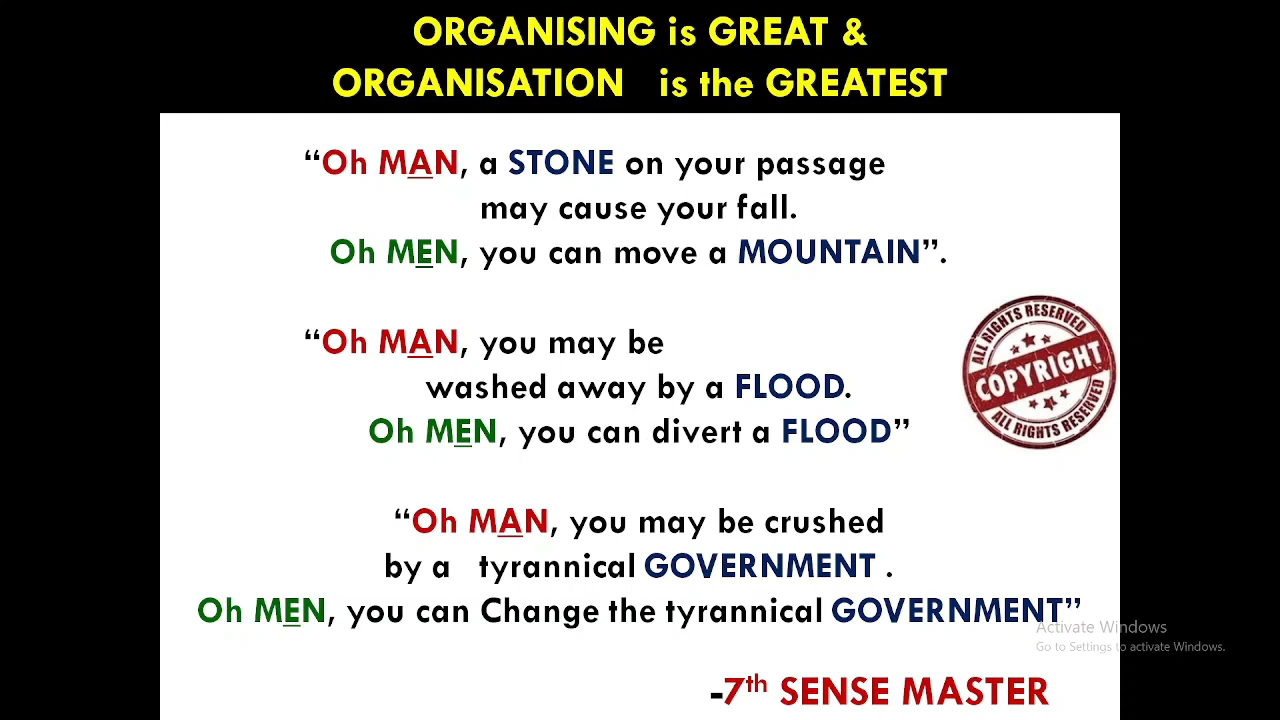 ORGANISING is GREAT &
ORGANISATION is the GREATEST
“Oh MAN, a STONE on your passage
may cause your fall.
Oh MEN, you can move a MOUNTAIN”.
“Oh MAN, you may be
washed away by a FLOOD.
Oh MEN, you can divert a FLOOD”
ALL RIGHTS RESERVED
COPYRIGHT
ALL RIGHTS RESERVED
“Oh MAN, you may be crushed
by a tyrannical GOVERNMENT .
Oh MEN, you can Change the tyrannical GOVERNMENT”
Activate Windows
Go to Settings to activate Windows.
-7th SENSE MASTER